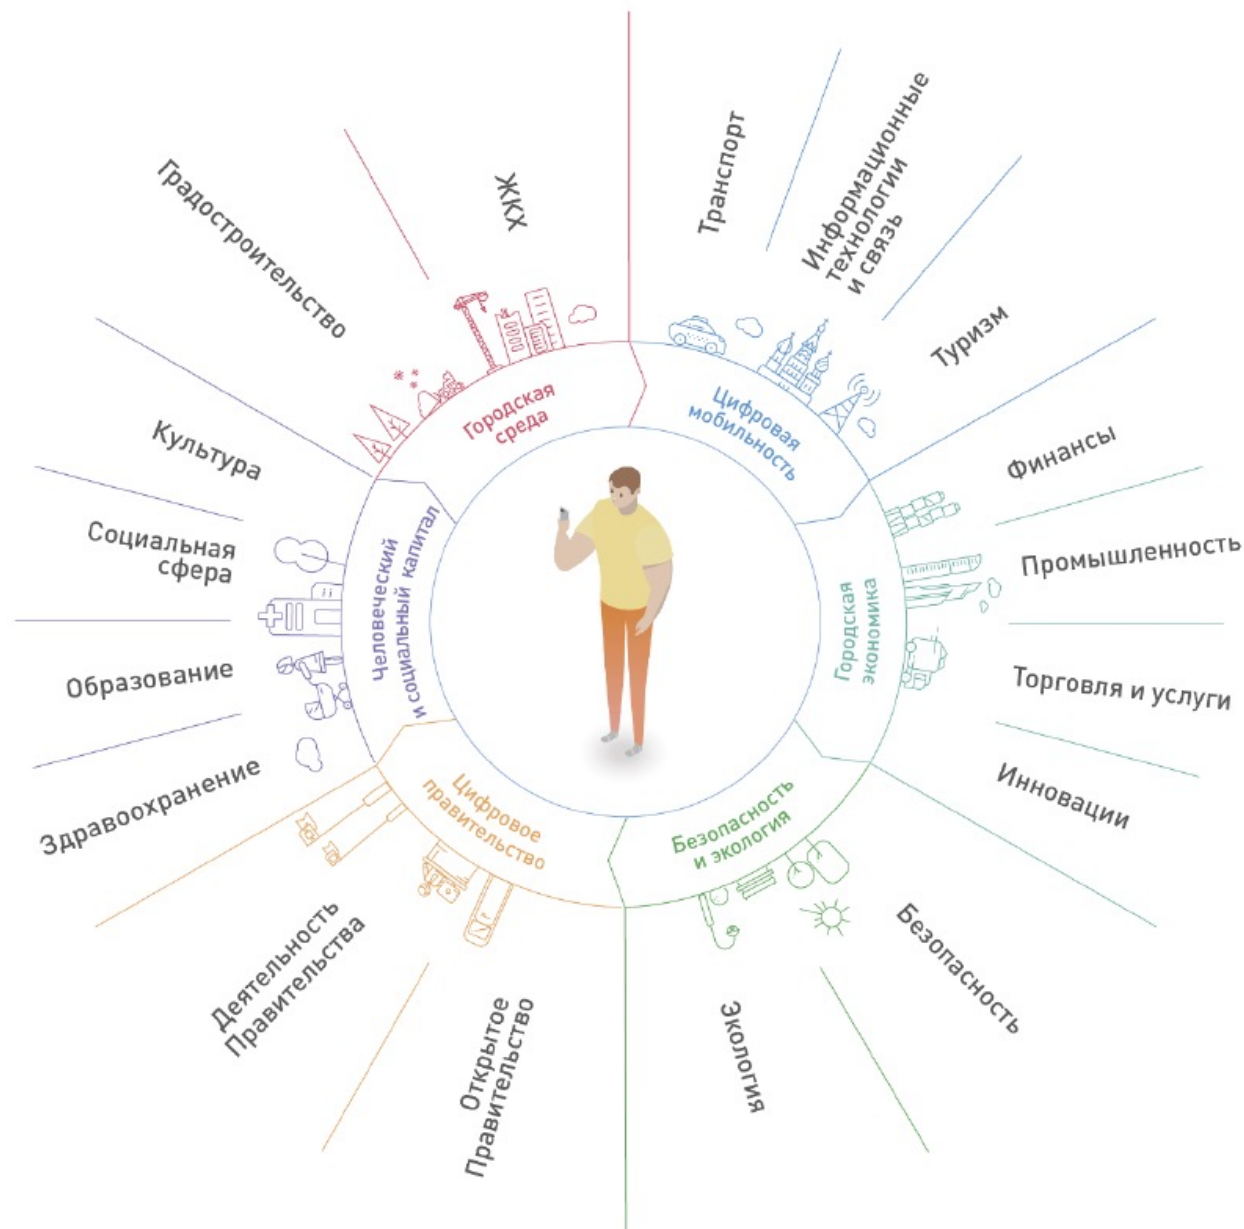 Транспорт
Информационные
технологии
и связь
Туризм
Цифровая
мобильность
Финансы
Промышленность
Торговля и услуги
Инновации
Городская
экономика
Безопасность
Экология
Безопасность
и экология
Открытое
Правительство
Деятельность
Правительства
Цифровое
правительство
Здравоохранение
Образование
Социальная
сфера
Культура
Человеческий
и социальный капитал
Градостроительство
ЖКХ
Городская
среда